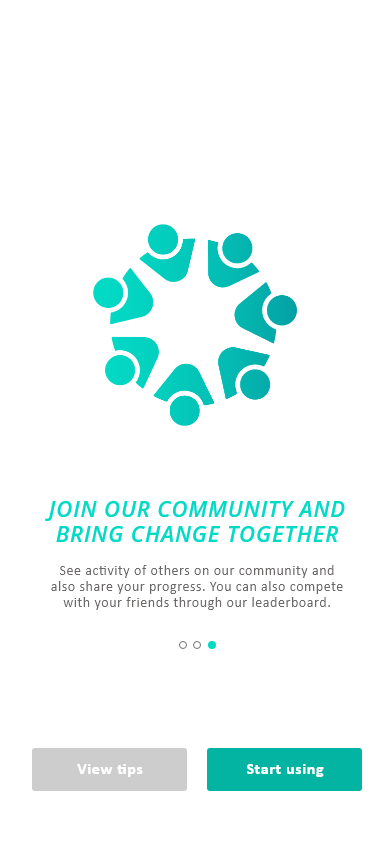 JOIN OUR COMMUNITY AND
BRING CHANGE TOGETHER
See activity of others on our community and
also share your progress. You can also compete
with your friends through our leaderboard.
View tips
Start using